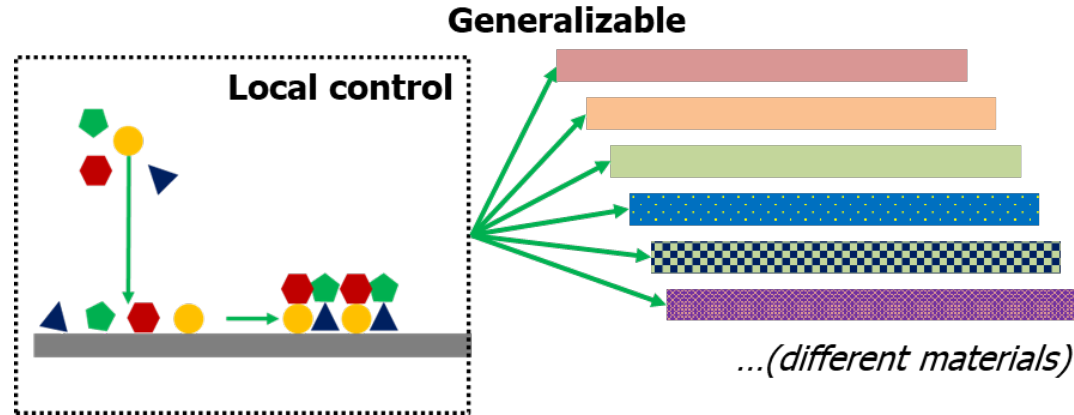 Generalizable
Local control
...(different materials)